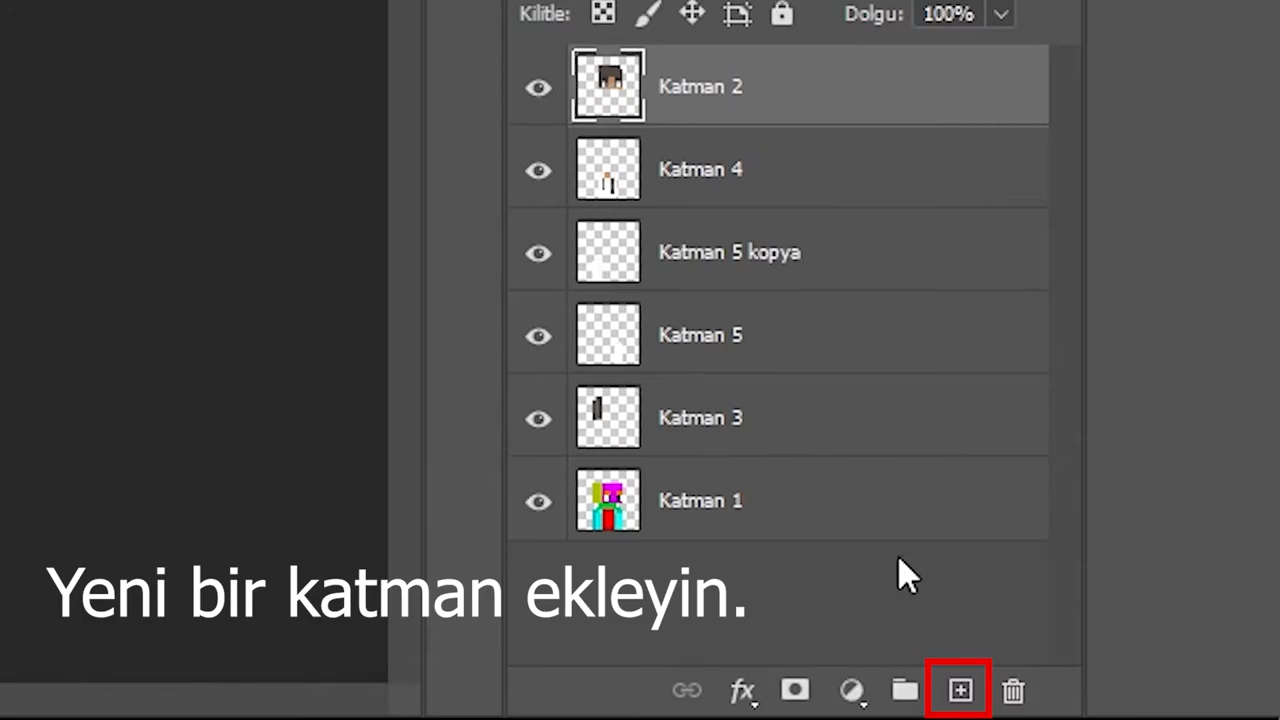 Kilitle: Dolgu: 100%
Katman 2
Katman 4
Katman 5 kopya
Katman 5
Katman 3
Katman 1
Yeni bir katman ekleyin.
fx